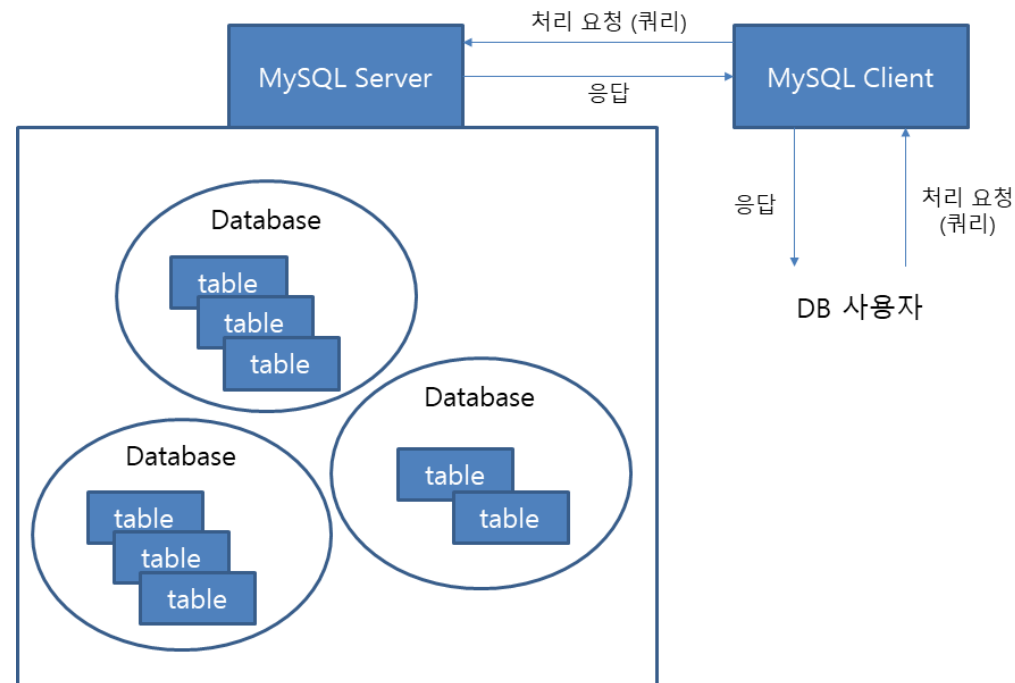 처리 요청 (쿼리)
MySQL Server
MySQL Client
응답
응답
처리 요청
(쿼리)
DB 사용자
Database
table
table
table
Database
table
table
Database
table
table
table